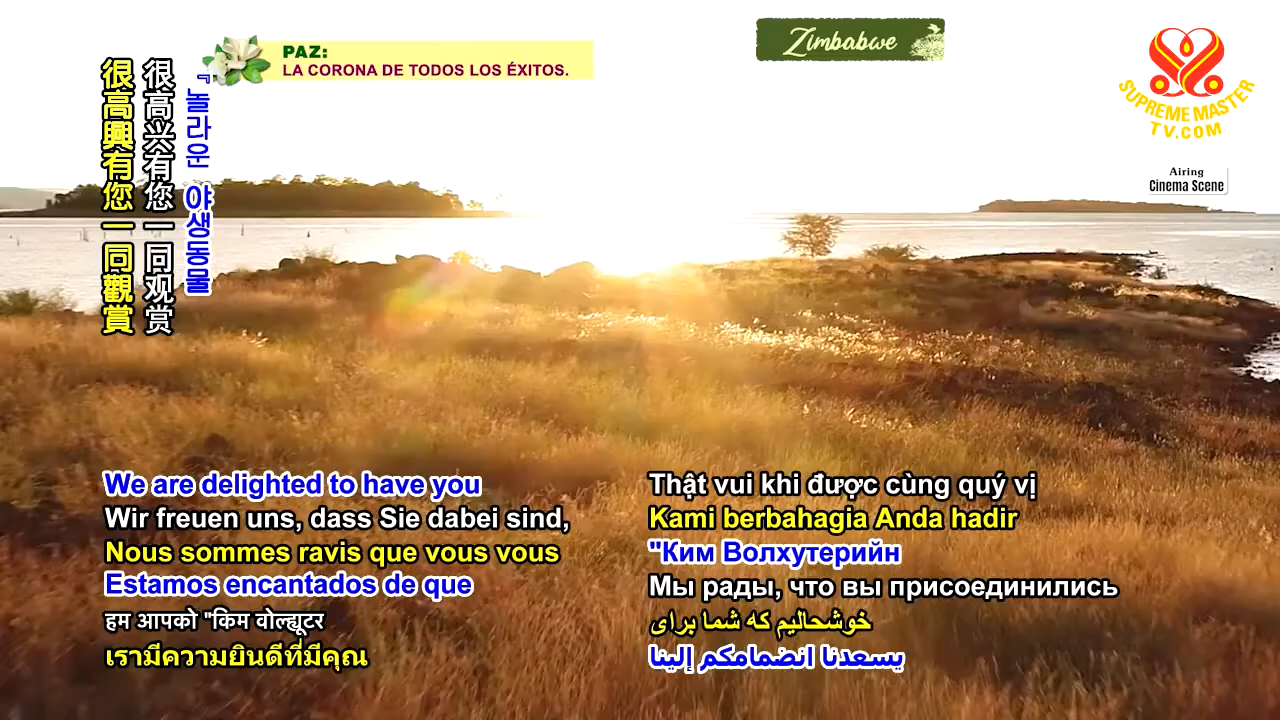 PAZ:
LA CORONA DE TODOS LOS ÉXITOS.
Zimbabwe
SUPREME MASTER
TV.COM
Airing
Cinema Scene
『놀라운 야생동물
很高兴有您一同观赏
很高興有您一同觀賞
We are delighted to have you
Wir freuen uns, dass Sie dabei sind,
Nous sommes ravis que vous vous
Estamos encantados de que
हम आपको "किम वोल्ह्यूटर
เรามีความยินดีที่มีคุณ
Thật vui khi được cùng quý vị
Kami berbahagia Anda hadir
"Ким Волхутерийн
Мы рады, что вы присоединились
خوشحالیم که شما برای
يسعدنا انضمامكم إلينا